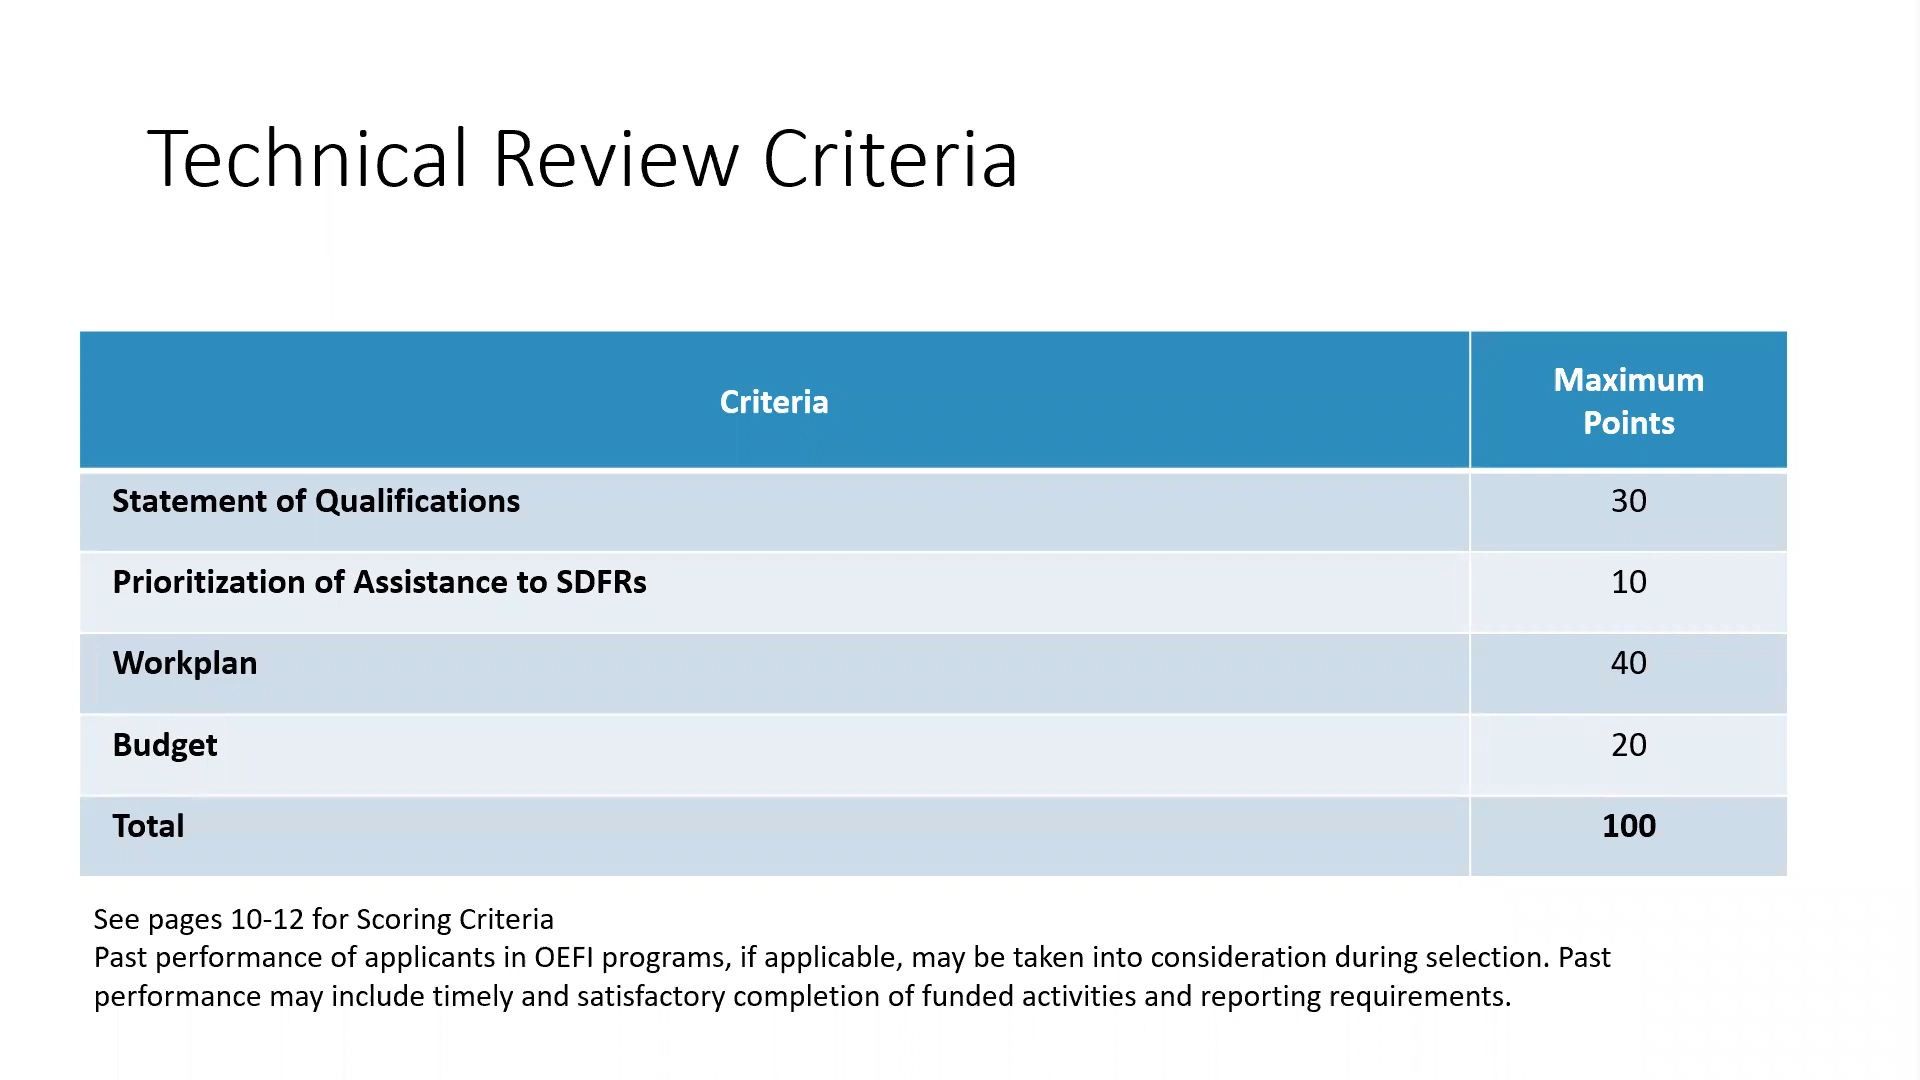 Technical Review Criteria
Criteria
Maximum
Points
Statement of Qualifications
30
Prioritization of Assistance to SDFRs
10
Workplan
40
Budget
20
Total
100
See pages 10-12 for Scoring Criteria
Past performance of applicants in OEFI programs, if applicable, may be taken into consideration during selection. Past
performance may include timely and satisfactory completion of funded activities and reporting requirements.